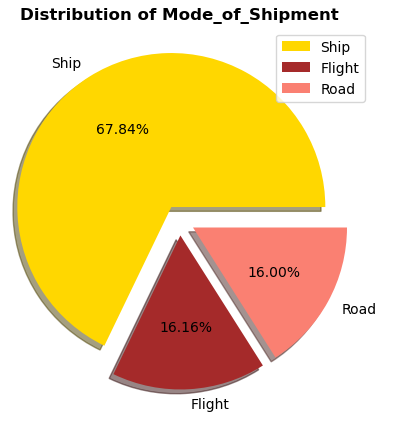 Distribution of Mode_of_Shipment
Ship
Flight
Road
Ship
67.84%
16.00%
Road
16.16%
Flight